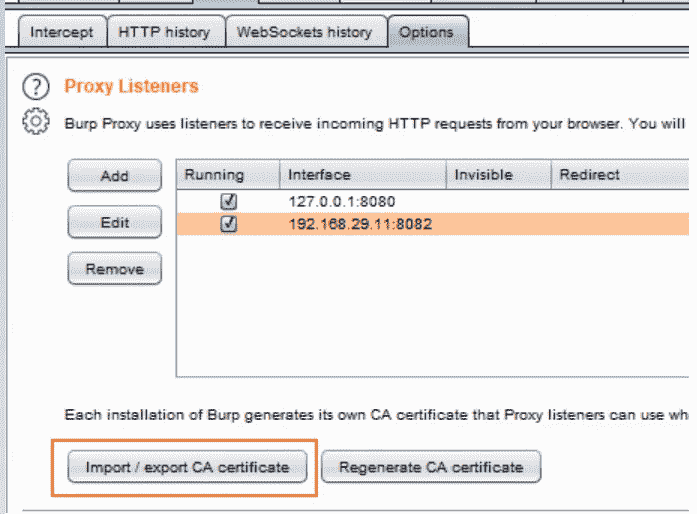 Intercept HTTP history WebSockets history Options
? Proxy Listeners
Burp Proxy uses listeners to receive incoming HTTP requests from your browser. You will
Add Running Interface Invisible Redirect
127.0.0.1:8080
Edit 192.168.29.11:8082
Remove
Each installation of Burp generates its own CA certificate that Proxy listeners can use wh
Import / export CA certificate Regenerate CA certificate